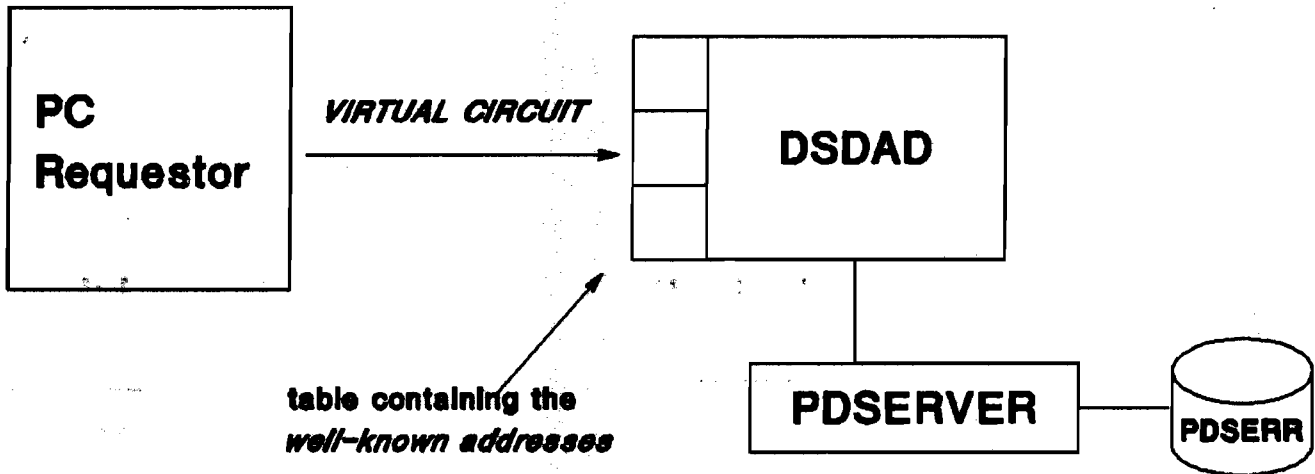 PC
Requestor
VIRTUAL CIRCUIT
DSDAD
table containing the
well-known addresses
PDSERVER
PDSERR